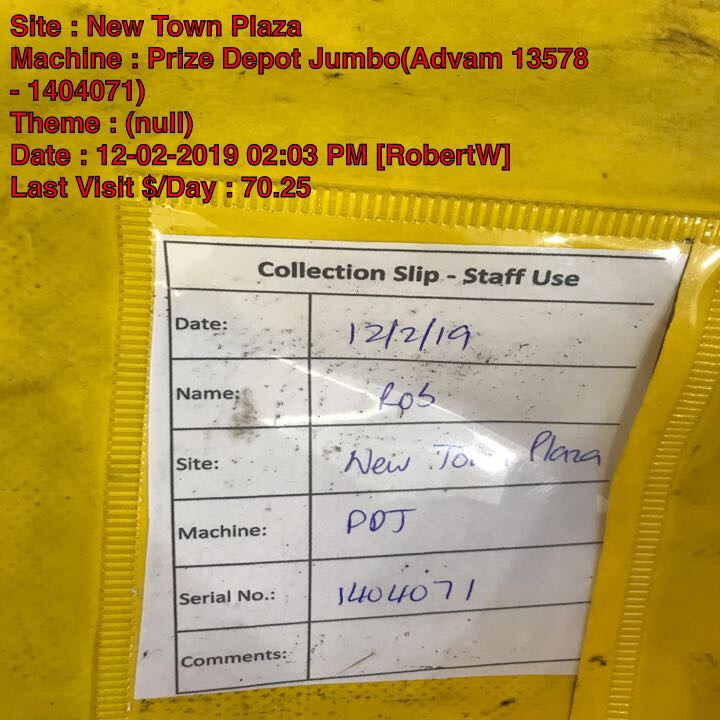 Site : New Town Plaza
Machine : Prize Depot Jumbo(Advam 13578
- 1404071)
Theme : (null)
Date : 12-02-2019 02:03 PM [RobertW]
Last Visit $/Day : 70.25
Collection Slip - Staff Use
Date: 12/2/19
Name: Rob
Site: New Plaza
Machine: PDJ
Serial No.: 1404071
Comments: